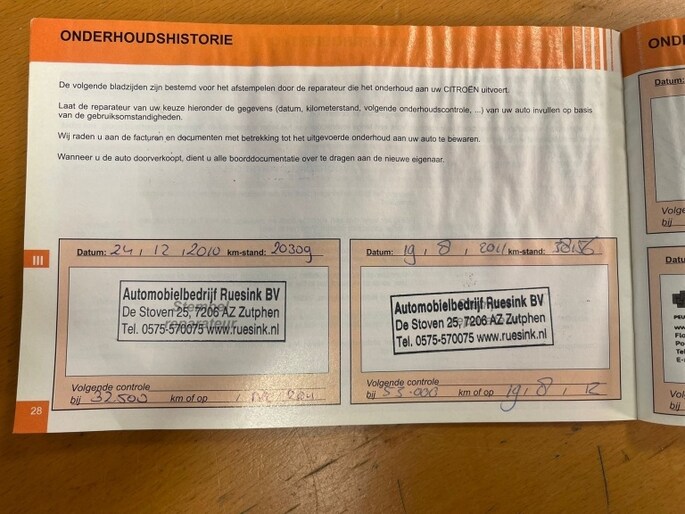 ONDERHOUDSHISTORIE
De volgende bladzijden zijn bestemd voor het afstempelen door de reparateur die het onderhoud aan uw CITROËN uitvoert.
Laat de reparateur van uw keuze hieronder de gegevens (datum, kilometerstand, volgende onderhoudscontrole, ...) van uw auto invullen op basis
van de gebruiksomstandigheden.
Wij raden u aan de facturen en documenten met betrekking tot het uitgevoerde onderhoud aan uw auto te bewaren.
Wanneer u de auto doorverkoopt, dient u alle boorddocumentatie over te dragen aan de nieuwe eigenaar.
III
Datum: 24 / 12 / 2010 km-stand: 20309
Automobielbedrijf Ruesink BV
Stempel
De Stoven 25, 7206 AZ Zutphen
reparateur
Tel. 0575-570075 www.ruesink.nl
Volgende controle
bij 32.500 km of op
Datum: 19 / 8 / 2011 km-stand:
Automobielbedrijf Ruesink BV
De Stoven 25, 7206 AZ Zutphen
Tel. 0575-570075 www.ruesink.nl
Volgende controle
bij 55.000 km of op 19 / 8 / 12
28
OND
Datum:
Volge
bij
Datu
PEU
Vol
bij